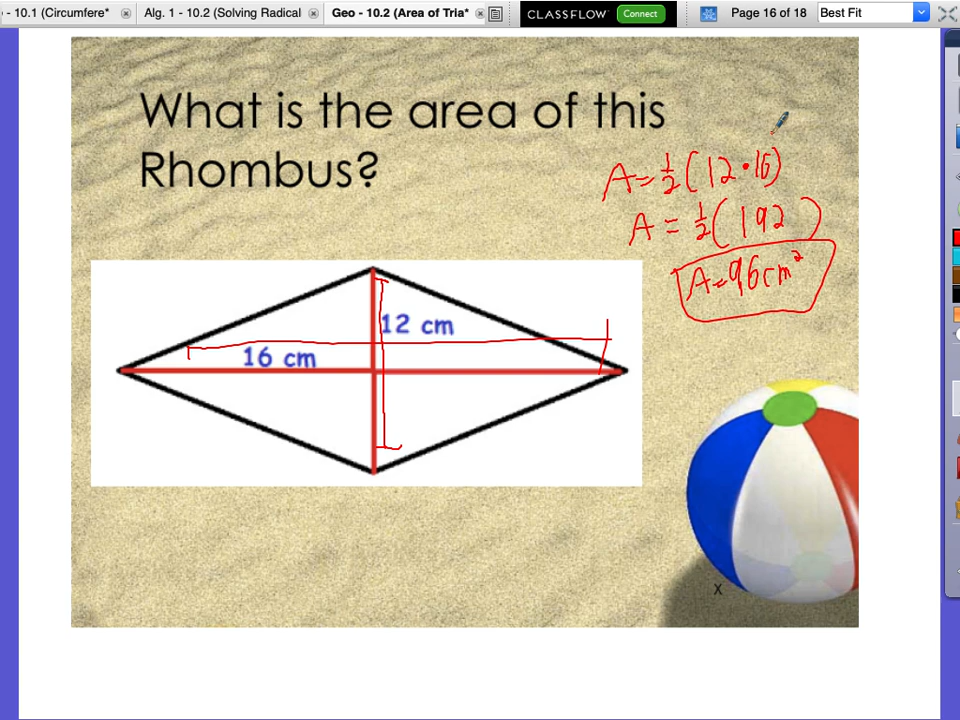 - 10.1 (Circumfere* Alg. 1 - 10.2 (Solving Radical Geo - 10.2 (Area of Tria* CLASSFLOW Connect Page 16 of 18 Best Fit
What is the area of this
Rhombus?
A=½(12•16)
A=½(192)
A=96cm²
12 cm
16 cm
x